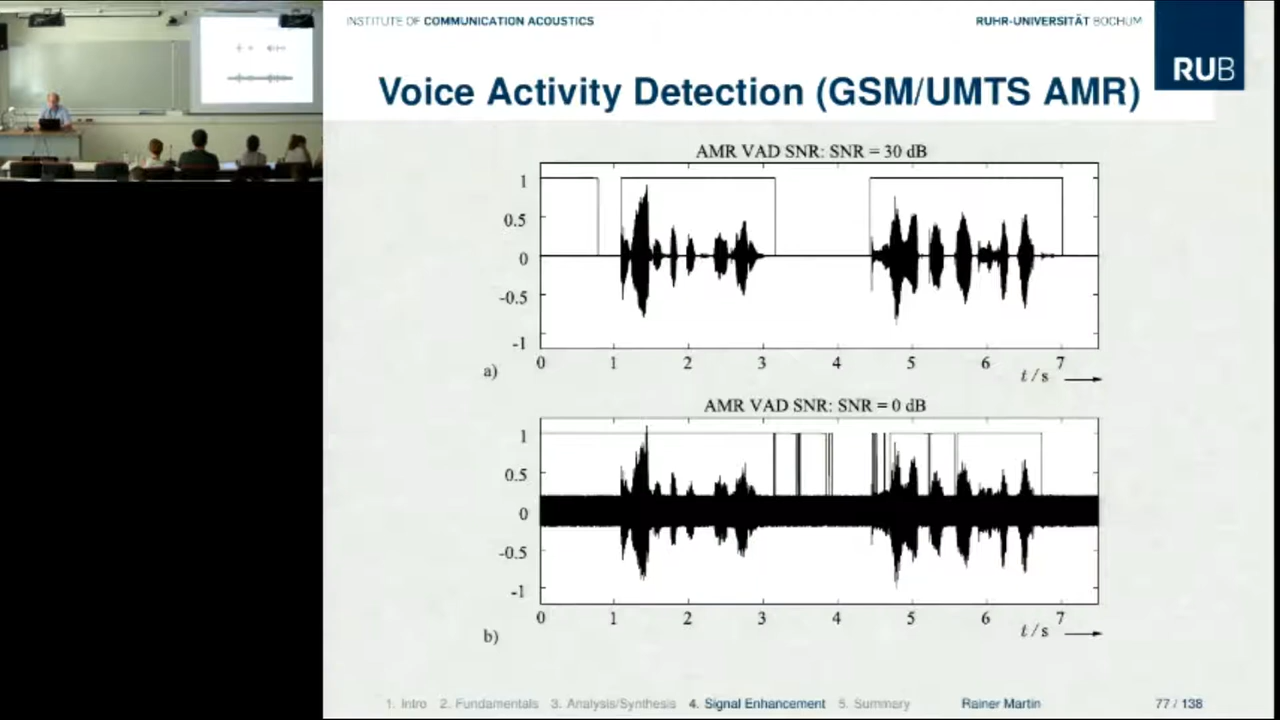 INSTITUTE OF COMMUNICATION ACOUSTICS
RUHR-UNIVERSITÄT BOCHUM
RUB
Voice Activity Detection (GSM/UMTS AMR)
AMR VAD SNR: SNR = 30 dB
1
0.5
0
-0.5
-1
0 1 2 3 4 5 6 7
a)
t / s
AMR VAD SNR: SNR = 0 dB
1
0.5
0
-0.5
-1
0 1 2 3 4 5 6 7
b)
t / s
1. Intro 2. Fundamentals 3. Analysis/Synthesis 4. Signal Enhancement 5. Summary Rainer Martin 77 / 138